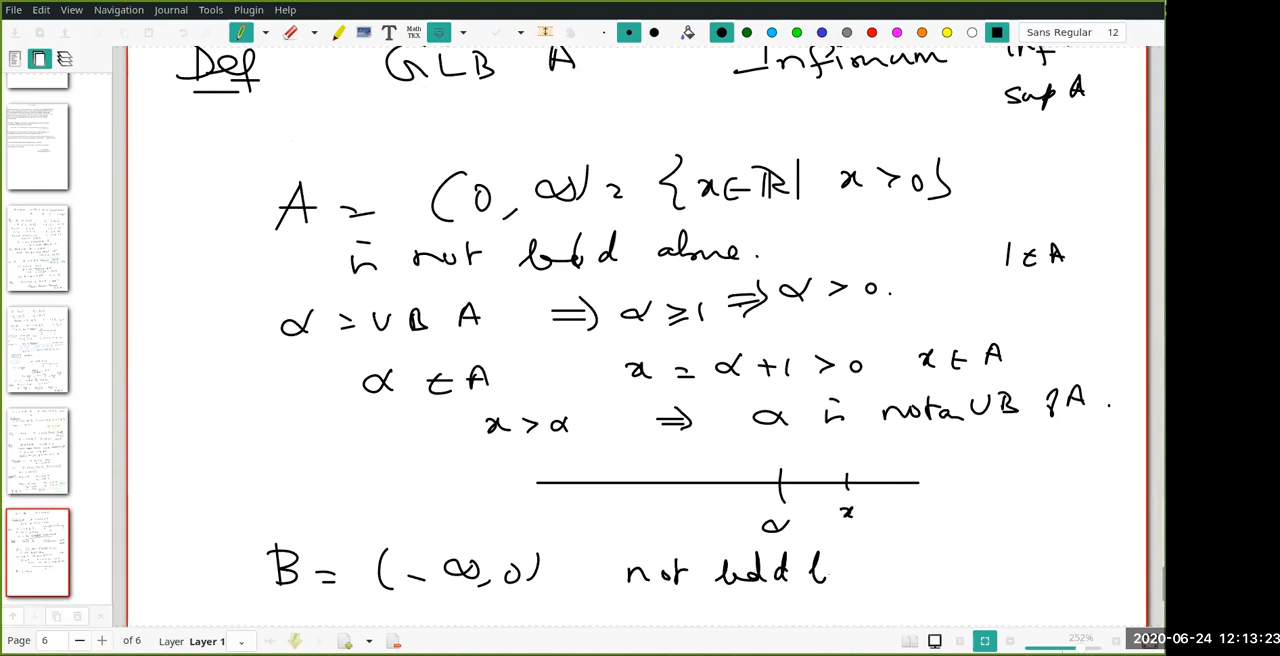 File Edit View Navigation Journal Tools Plugin Help
Sans Regular 12
Def GLB A Infimum inf
sup A
A = (0, ∞) = {x ∈ ℝ | x > 0}
is not bdd above. 1 ∈ A
α = UB A ⟹ α ≥ 1 ⟹ α > 0.
α ∈ A x = α + 1 > 0 x ∈ A
x > α ⟹ α is not a UB of A.
α x
B = (-∞, 0) not bdd b
Page 6 of 6 Layer Layer 1 252%
2020-06-24 12:13:23